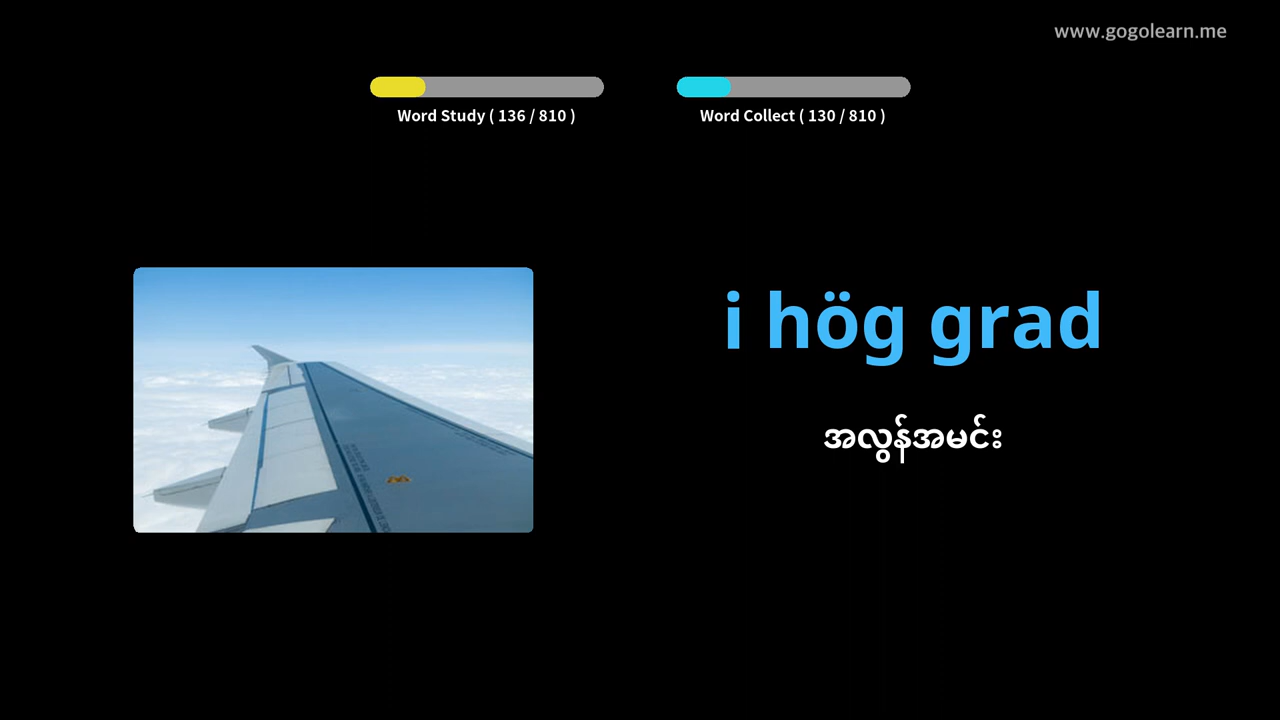 www.gogolearn.me
Word Study ( 136 / 810 )
Word Collect ( 130 / 810 )
i hög grad
အလွန်အမင်း